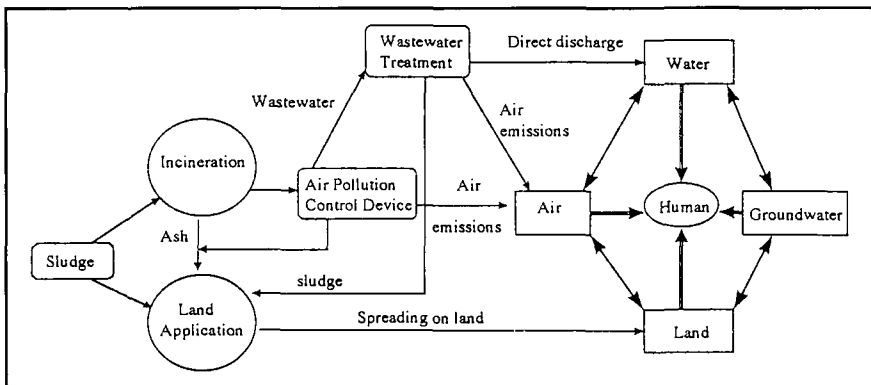 Wastewater
Treatment
Direct discharge
Water
Wastewater
Air
emissions
Incineration
Air Pollution
Control Device
Air
emissions
Air
Human
Groundwater
Ash
Sludge
sludge
Land
Application
Spreading on land
Land